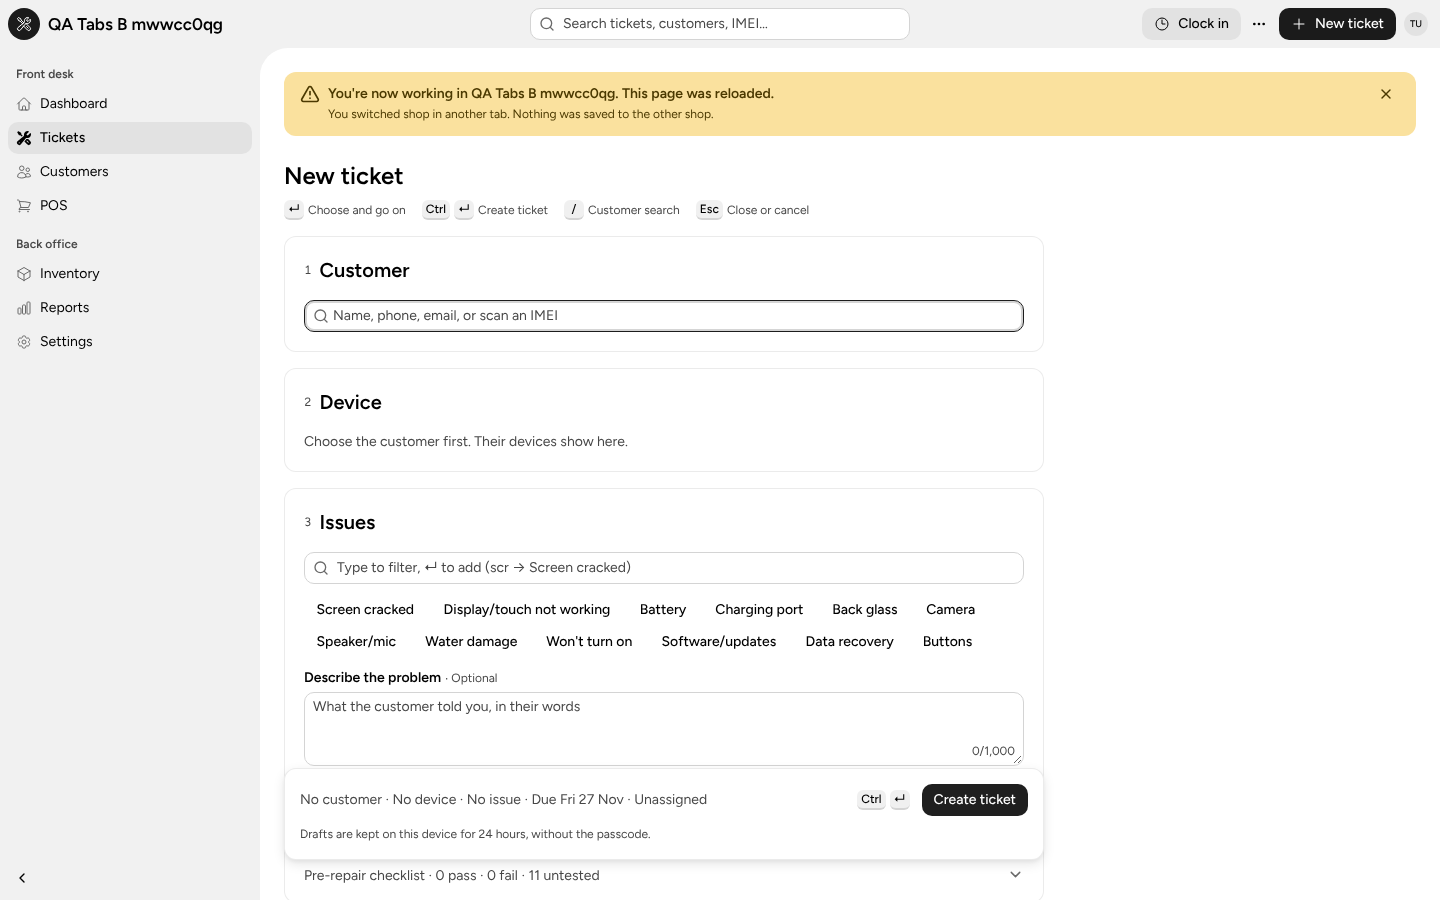 QA Tabs B mwwcc0qg
Search tickets, customers, IMEI...
Clock in
New ticket
TU
Front desk
Dashboard
Tickets
Customers
POS
Back office
Inventory
Reports
Settings
You're now working in QA Tabs B mwwcc0qg. This page was reloaded.
You switched shop in another tab. Nothing was saved to the other shop.
New ticket
↵ Choose and go on Ctrl ↵ Create ticket / Customer search Esc Close or cancel
1 Customer
Name, phone, email, or scan an IMEI
2 Device
Choose the customer first. Their devices show here.
3 Issues
Type to filter, ↵ to add (scr → Screen cracked)
Screen cracked Display/touch not working Battery Charging port Back glass Camera
Speaker/mic Water damage Won't turn on Software/updates Data recovery Buttons
Describe the problem · Optional
What the customer told you, in their words
0/1,000
No customer · No device · No issue · Due Fri 27 Nov · Unassigned
Ctrl ↵ Create ticket
Drafts are kept on this device for 24 hours, without the passcode.
Pre-repair checklist · 0 pass · 0 fail · 11 untested